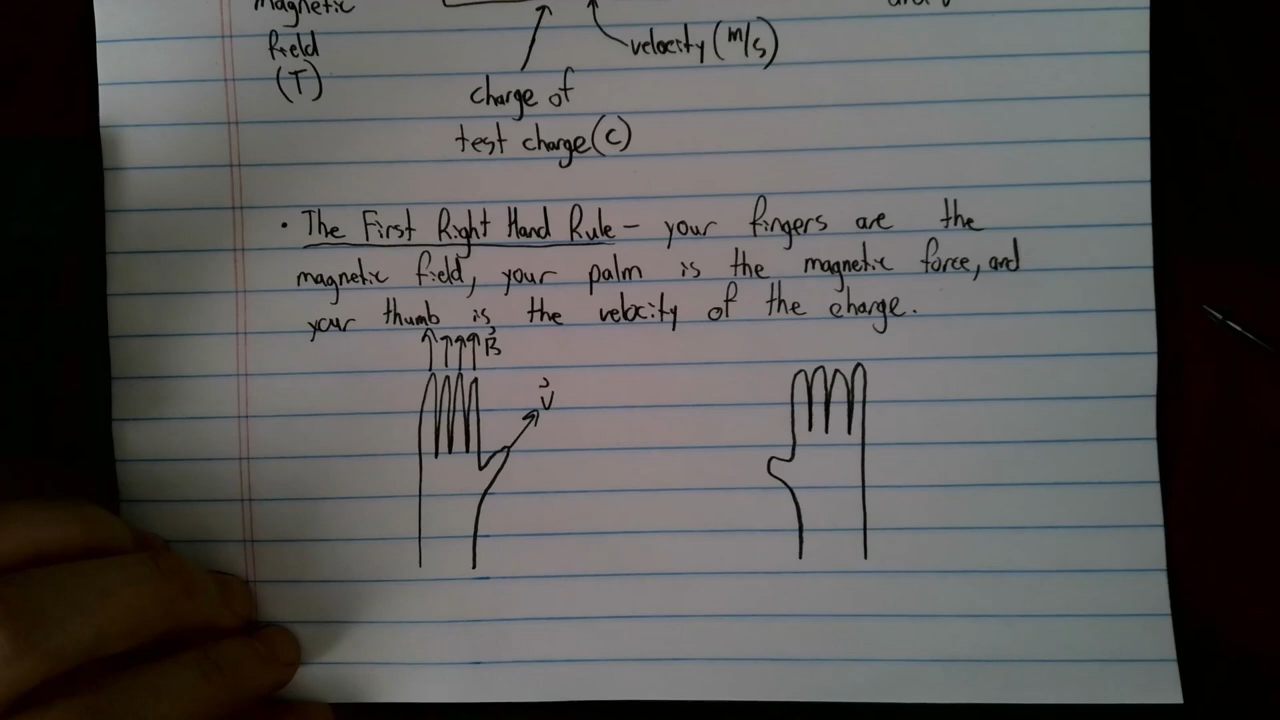 magnetic
field
(T)
velocity (m/s)
charge of
test charge (C)
• The First Right Hand Rule – your fingers are the
magnetic field, your palm is the magnetic force, and
your thumb is the velocity of the charge.
B
V